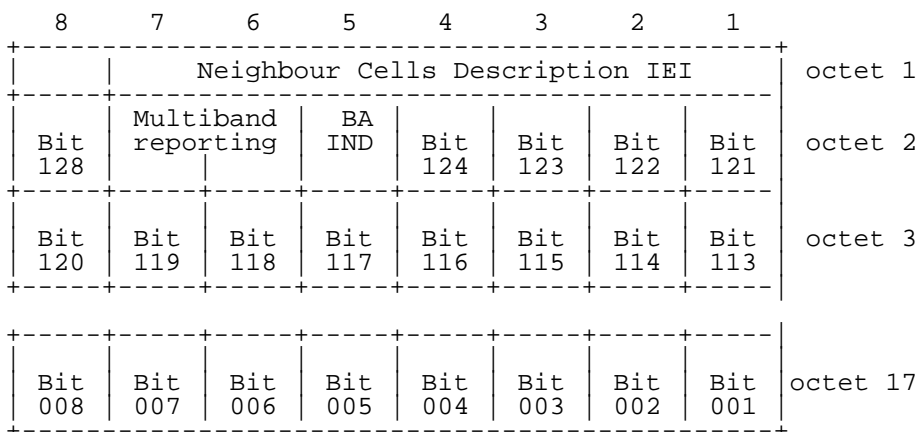 8 7 6 5 4 3 2 1
Neighbour Cells Description IEI octet 1
Multiband BA
Bit reporting IND Bit Bit Bit Bit octet 2
128 124 123 122 121
Bit Bit Bit Bit Bit Bit Bit Bit octet 3
120 119 118 117 116 115 114 113
Bit Bit Bit Bit Bit Bit Bit Bit octet 17
008 007 006 005 004 003 002 001